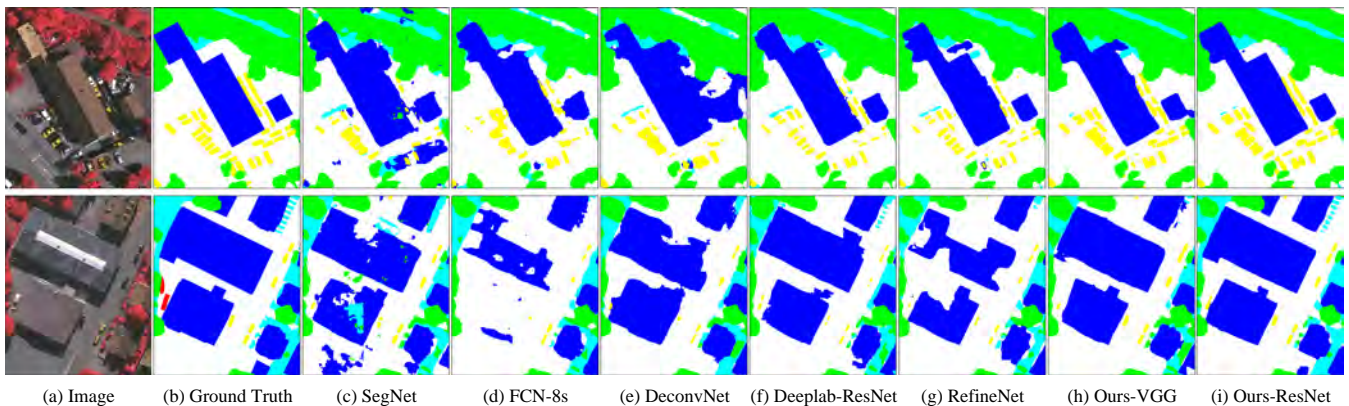 (a) Image (b) Ground Truth (c) SegNet (d) FCN-8s (e) DeconvNet (f) Deeplab-ResNet (g) RefineNet (h) Ours-VGG (i) Ours-ResNet